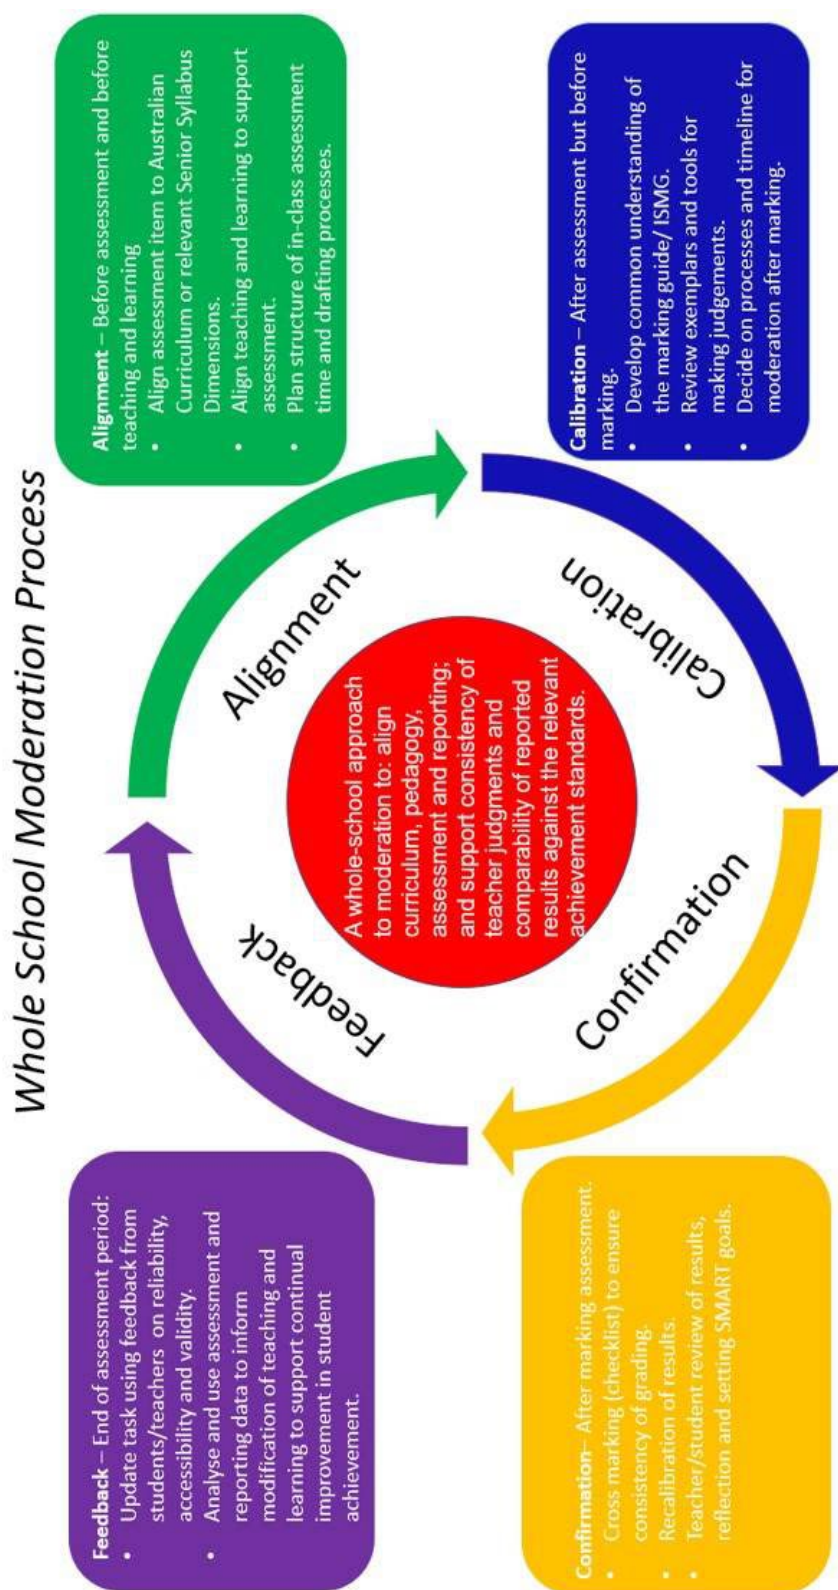 Whole School Moderation Process
Feedback – End of assessment period:
• Update task using feedback from
students/teachers  on reliability,
accessibility and validity.
• Analyse and use assessment and
reporting data to inform
modification of teaching and
learning to support continual
improvement in student
achievement.
Alignment – Before assessment and before
teaching and learning
• Align assessment item to Australian
Curriculum or relevant Senior Syllabus
Dimensions.
• Align teaching and learning to support
assessment.
• Plan structure of in-class assessment
time and drafting processes.
Feedback
Alignment
A whole-school approach
to moderation to: align
curriculum, pedagogy,
assessment and reporting;
and support consistency of
teacher judgments and
comparability of reported
results against the relevant
achievement standards.
Confirmation
Calibration
Confirmation– After marking assessment.
• Cross marking (checklist) to ensure
consistency of grading.
• Recalibration of results.
• Teacher/student review of results,
reflection and setting SMART goals.
Calibration – After assessment but before
marking.
• Develop common understanding of
the marking guide/ ISMG.
• Review exemplars and tools for
making judgements.
• Decide on processes and timeline for
moderation after marking.